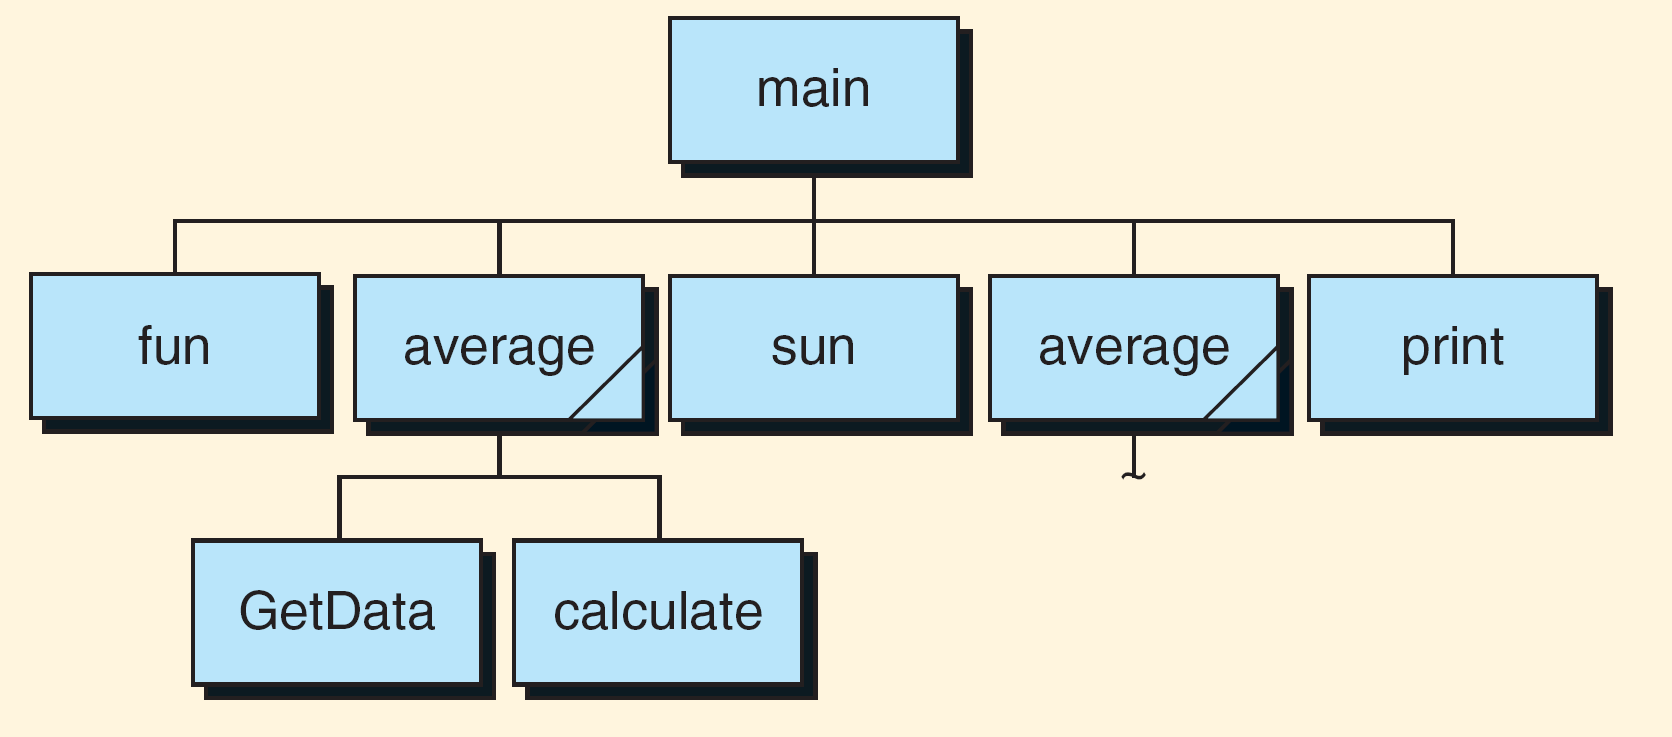 main
fun
average
sun
average
print
~
GetData
calculate